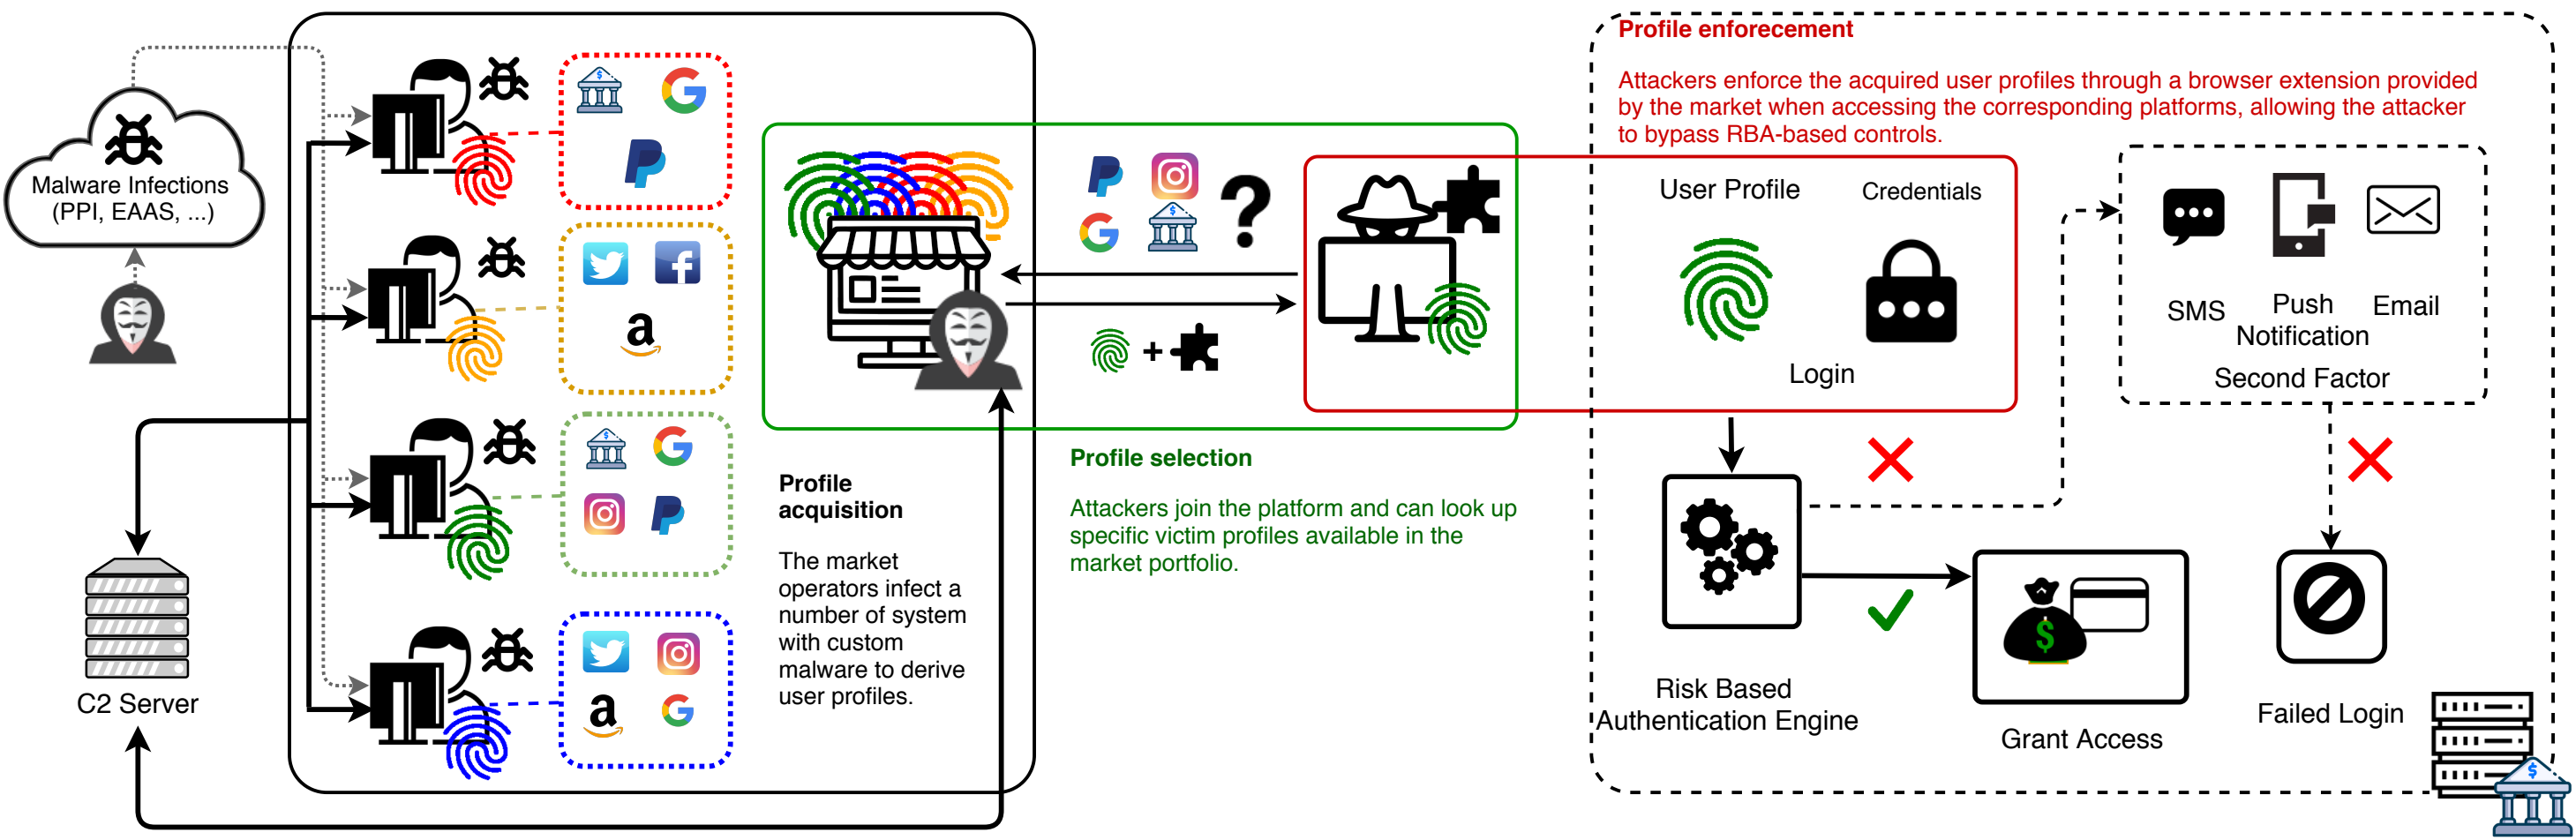 Malware Infections
(PPI, EAAS, ...)
C2 Server
Profile
acquisition
The market
operators infect a
number of system
with custom
malware to derive
user profiles.
Profile selection
Attackers join the platform and can look up
specific victim profiles available in the
market portfolio.
Profile enforecement
Attackers enforce the acquired user profiles through a browser extension provided
by the market when accessing the corresponding platforms, allowing the attacker
to bypass RBA-based controls.
User Profile
Credentials
Login
SMS
Push
Notification
Email
Second Factor
Risk Based
Authentication Engine
Grant Access
Failed Login